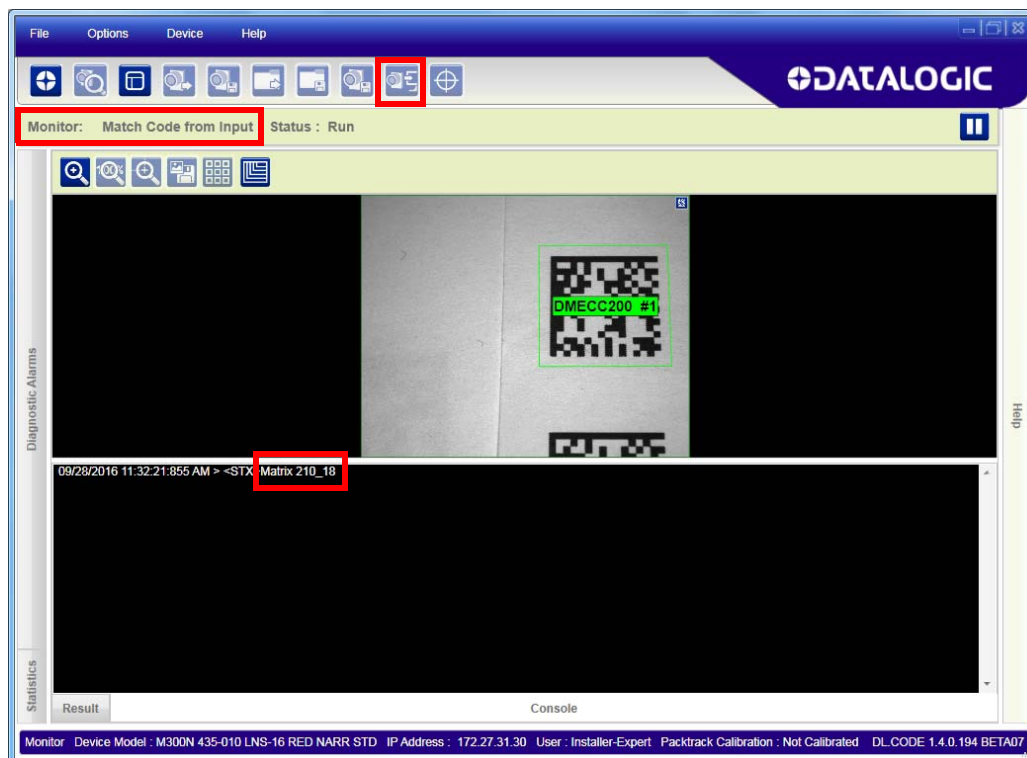 File Options Device Help
DATALOGIC
Monitor: Match Code from Input Status : Run
DMECC200 #1
Diagnostic Alarms
Help
09/28/2016 11:32:21:855 AM > <STX Matrix 210_18
Statistics
Result Console
Monitor Device Model : M300N 435-010 LNS-16 RED NARR STD IP Address : 172.27.31.30 User : Installer-Expert Packtrack Calibration : Not Calibrated DL.CODE 1.4.0.194 BETA07